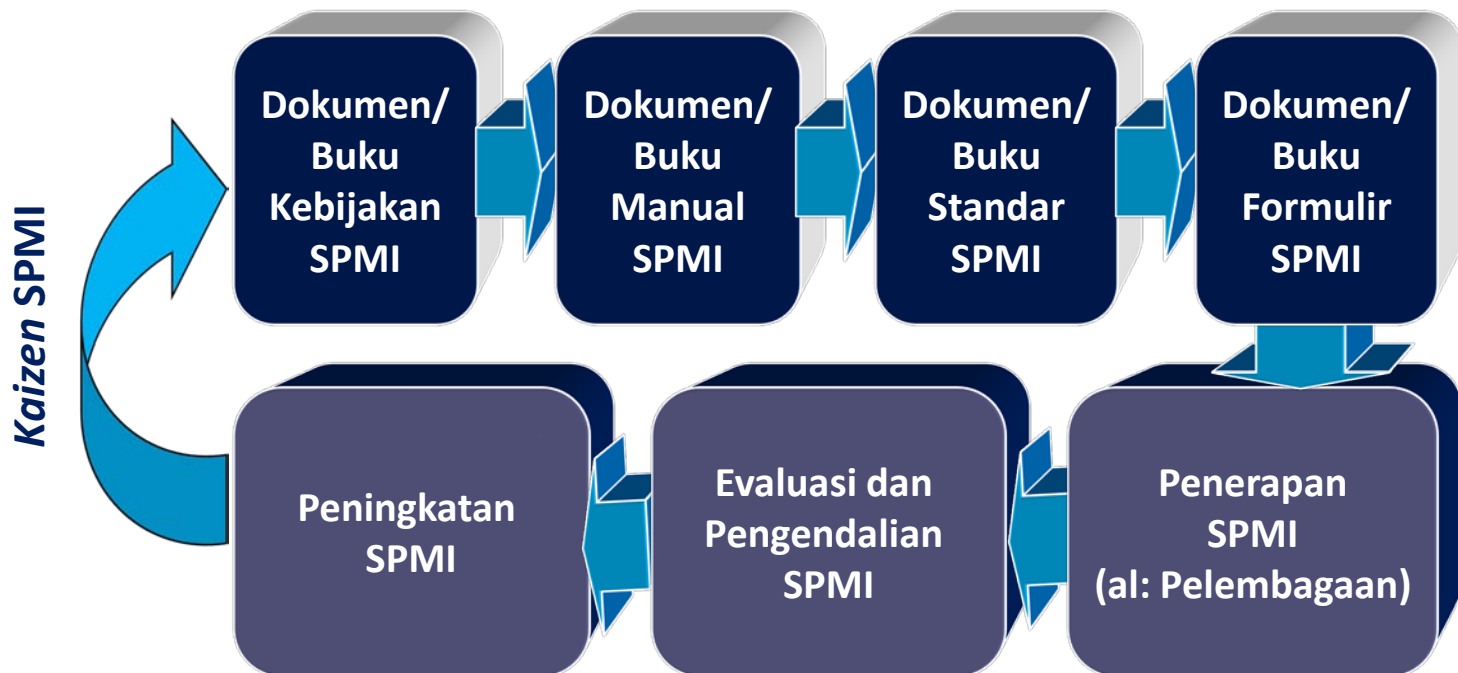 Kaizen SPMI
Dokumen/
Buku
Kebijakan
SPMI
Dokumen/
Buku
Manual
SPMI
Dokumen/
Buku
Standar
SPMI
Dokumen/
Buku
Formulir
SPMI
Penerapan
SPMI
(al: Pelembagaan)
Evaluasi dan
Pengendalian
SPMI
Peningkatan
SPMI